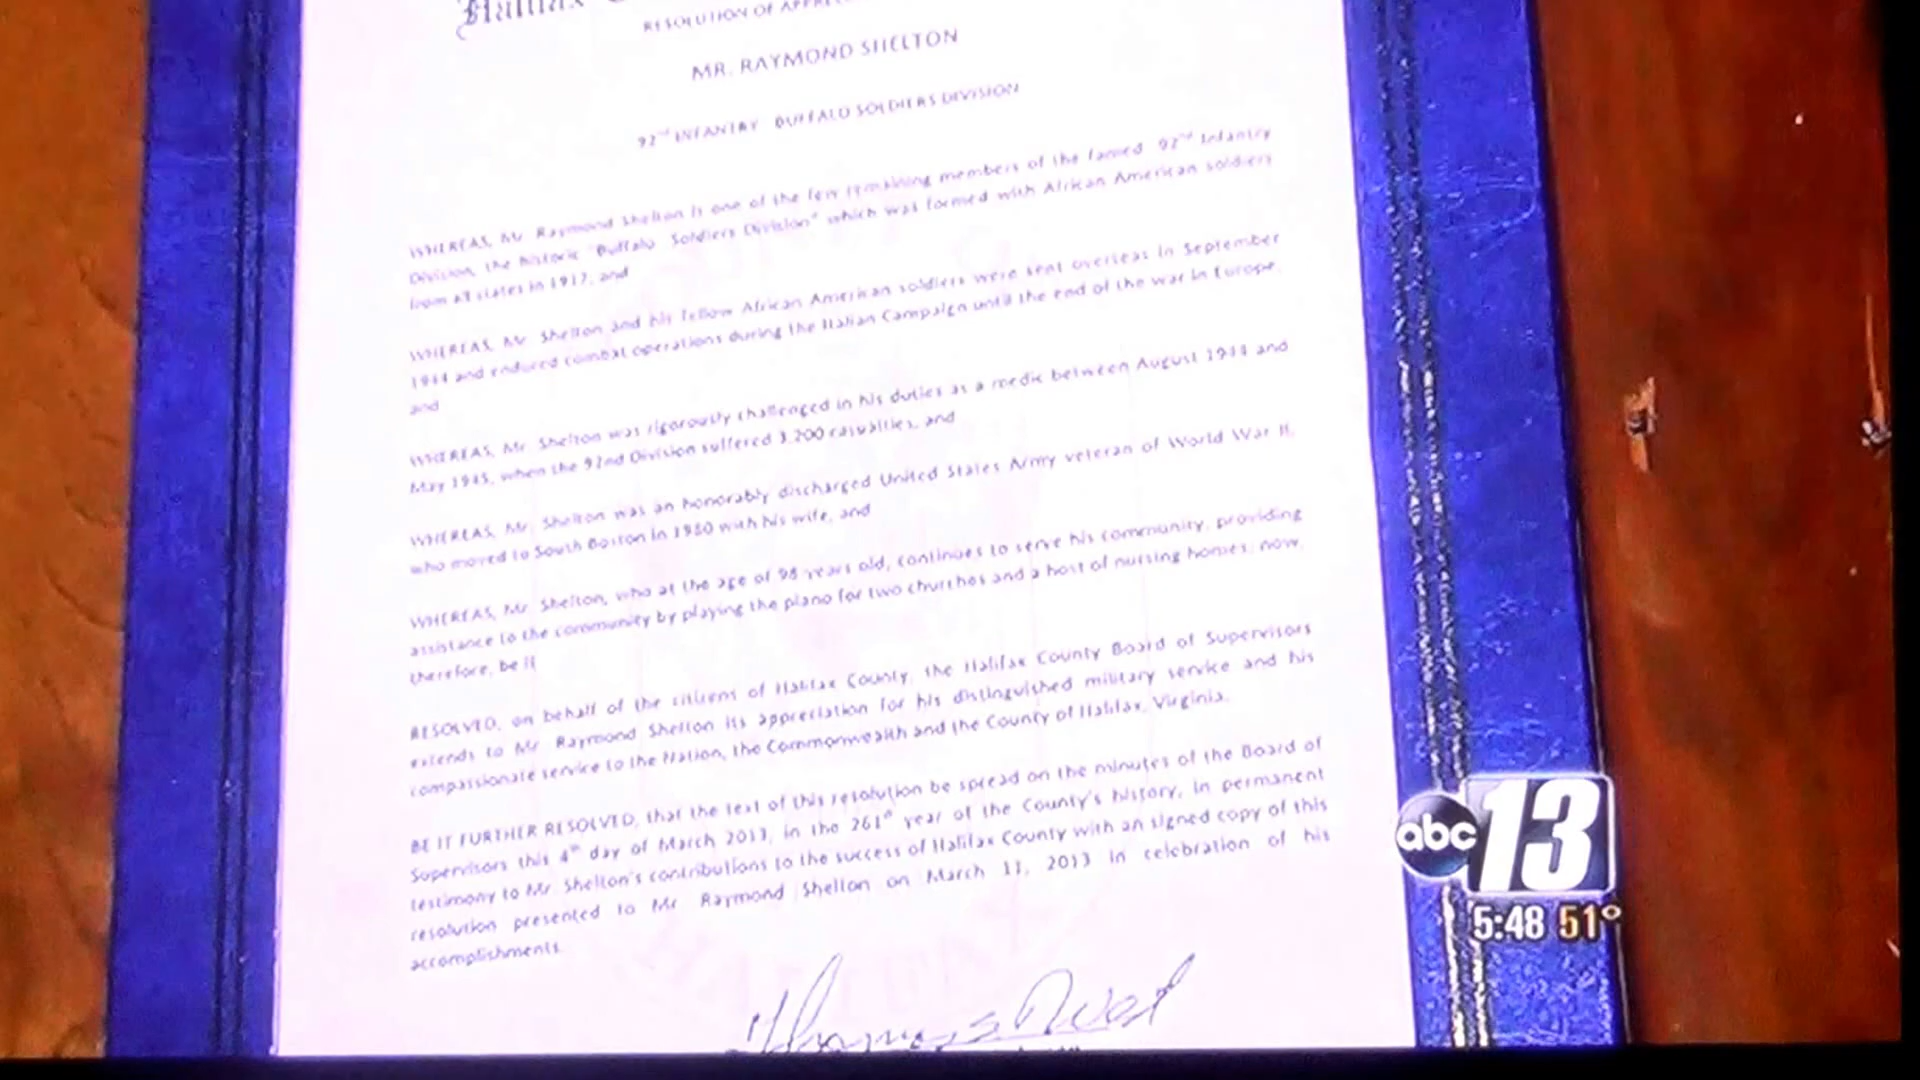 Halifax
RESOLUTION OF
MR. RAYMOND SHELTON
92nd INFANTRY BUFFALO SOLDIERS DIVISION
WHEREAS, Mr. Raymond Shelton is one of the few remaining members of the famed 92nd Infantry
Division, the historic "Buffalo Soldiers Division" which was formed with African American soldiers
from all states in 1917; and
WHEREAS, Mr. Shelton and his fellow African American soldiers were sent overseas in September
1944 and endured combat operations during the Italian Campaign until the end of the war in Europe,
and
WHEREAS, Mr. Shelton was rigorously challenged in his duties as a medic between August 1944 and
May 1945, when the 92nd Division suffered 3,200 casualties, and
WHEREAS, Mr. Shelton was an honorably discharged United States Army veteran of World War II,
who moved to South Boston in 1980 with his wife, and
WHEREAS, Mr. Shelton, who at the age of 98 years old, continues to serve his community, providing
assistance to the community by playing the piano for two churches and a host of nursing homes; now,
therefore, be it
RESOLVED, on behalf of the citizens of Halifax County, the Halifax County Board of Supervisors
extends to Mr. Raymond Shelton its appreciation for his distinguished military service and his
compassionate service to the Nation, the Commonwealth and the County of Halifax, Virginia.
BE IT FURTHER RESOLVED, that the text of this resolution be spread on the minutes of the Board of
Supervisors this 4th day of March 2013, in the 261st year of the County's history, in permanent
testimony to Mr. Shelton's contributions to the success of Halifax County with an signed copy of this
resolution presented to Mr. Raymond Shelton on March 11, 2013 in celebration of his
accomplishments.
abc 13
5:48 51°